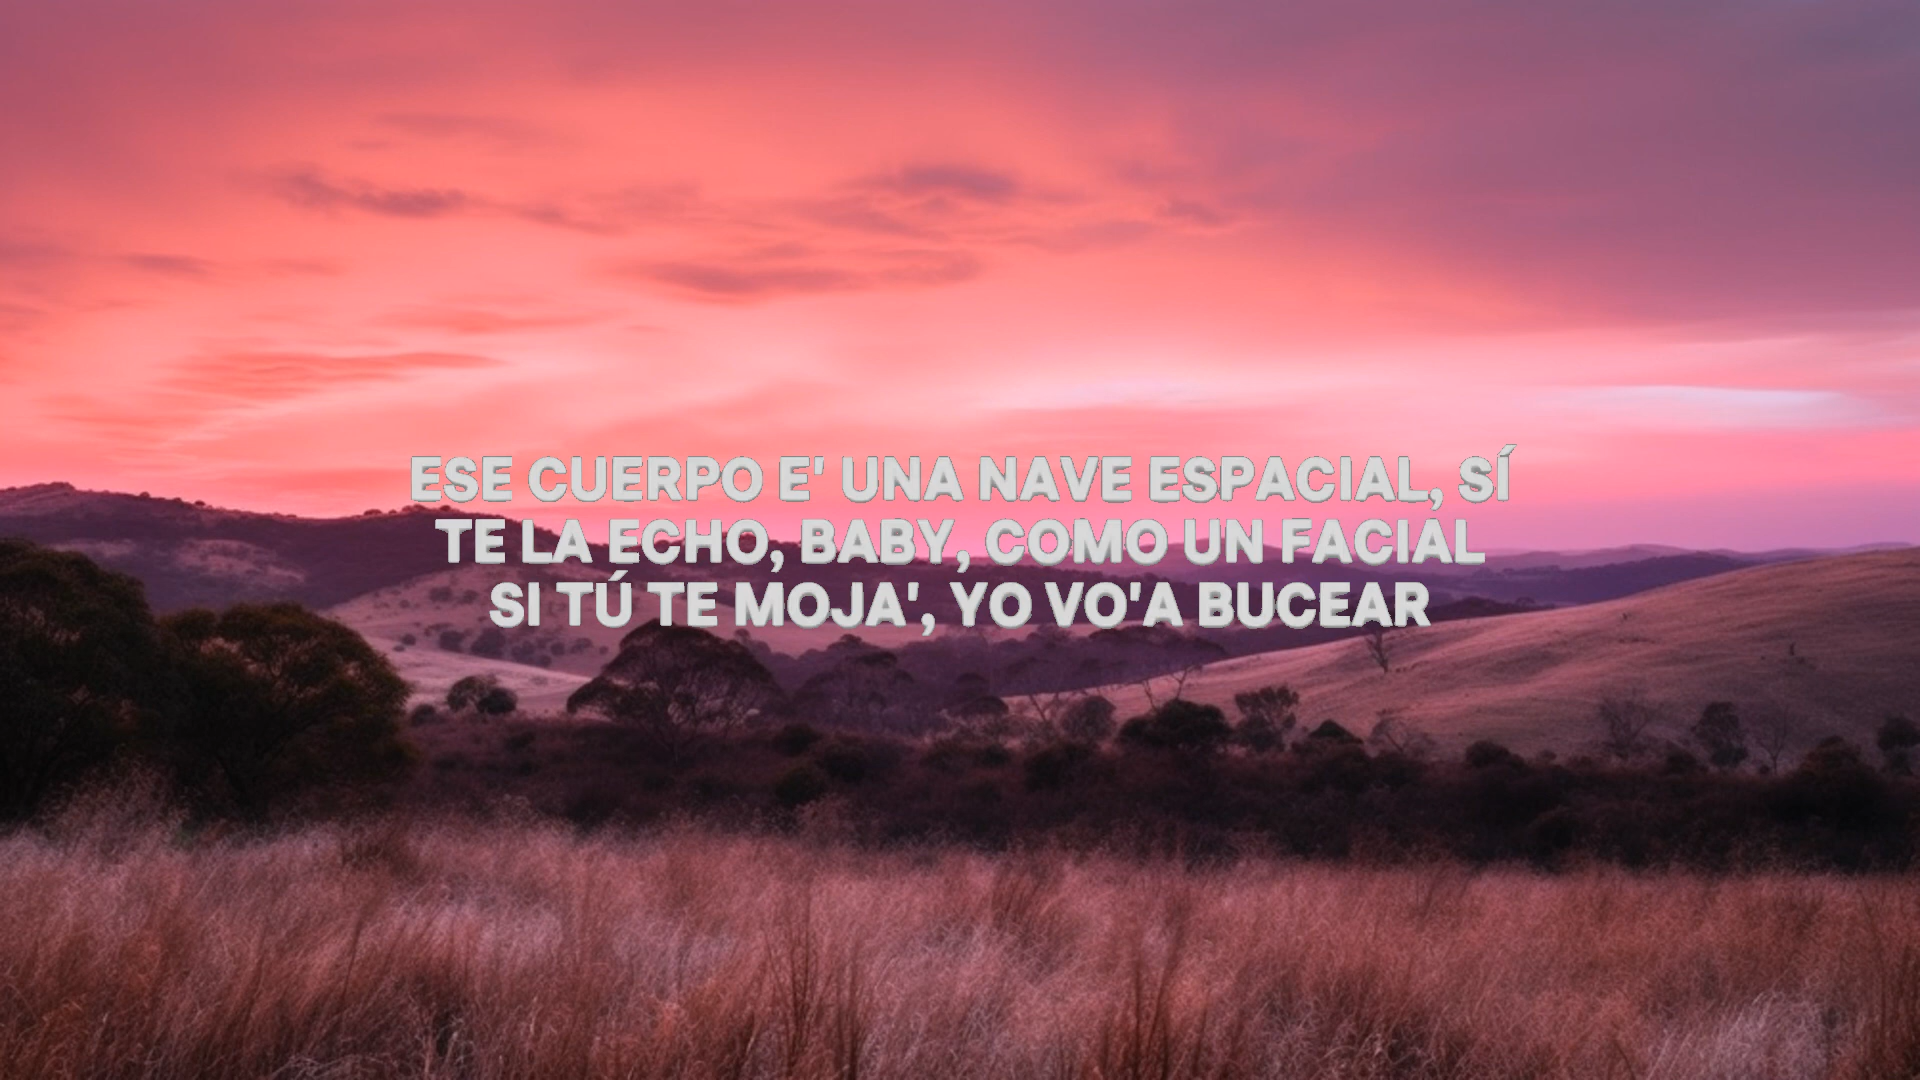 ESE CUERPO E' UNA NAVE ESPACIAL, SÍ
TE LA ECHO, BABY, COMO UN FACIAL
SI TÚ TE MOJA', YO VO'A BUCEAR